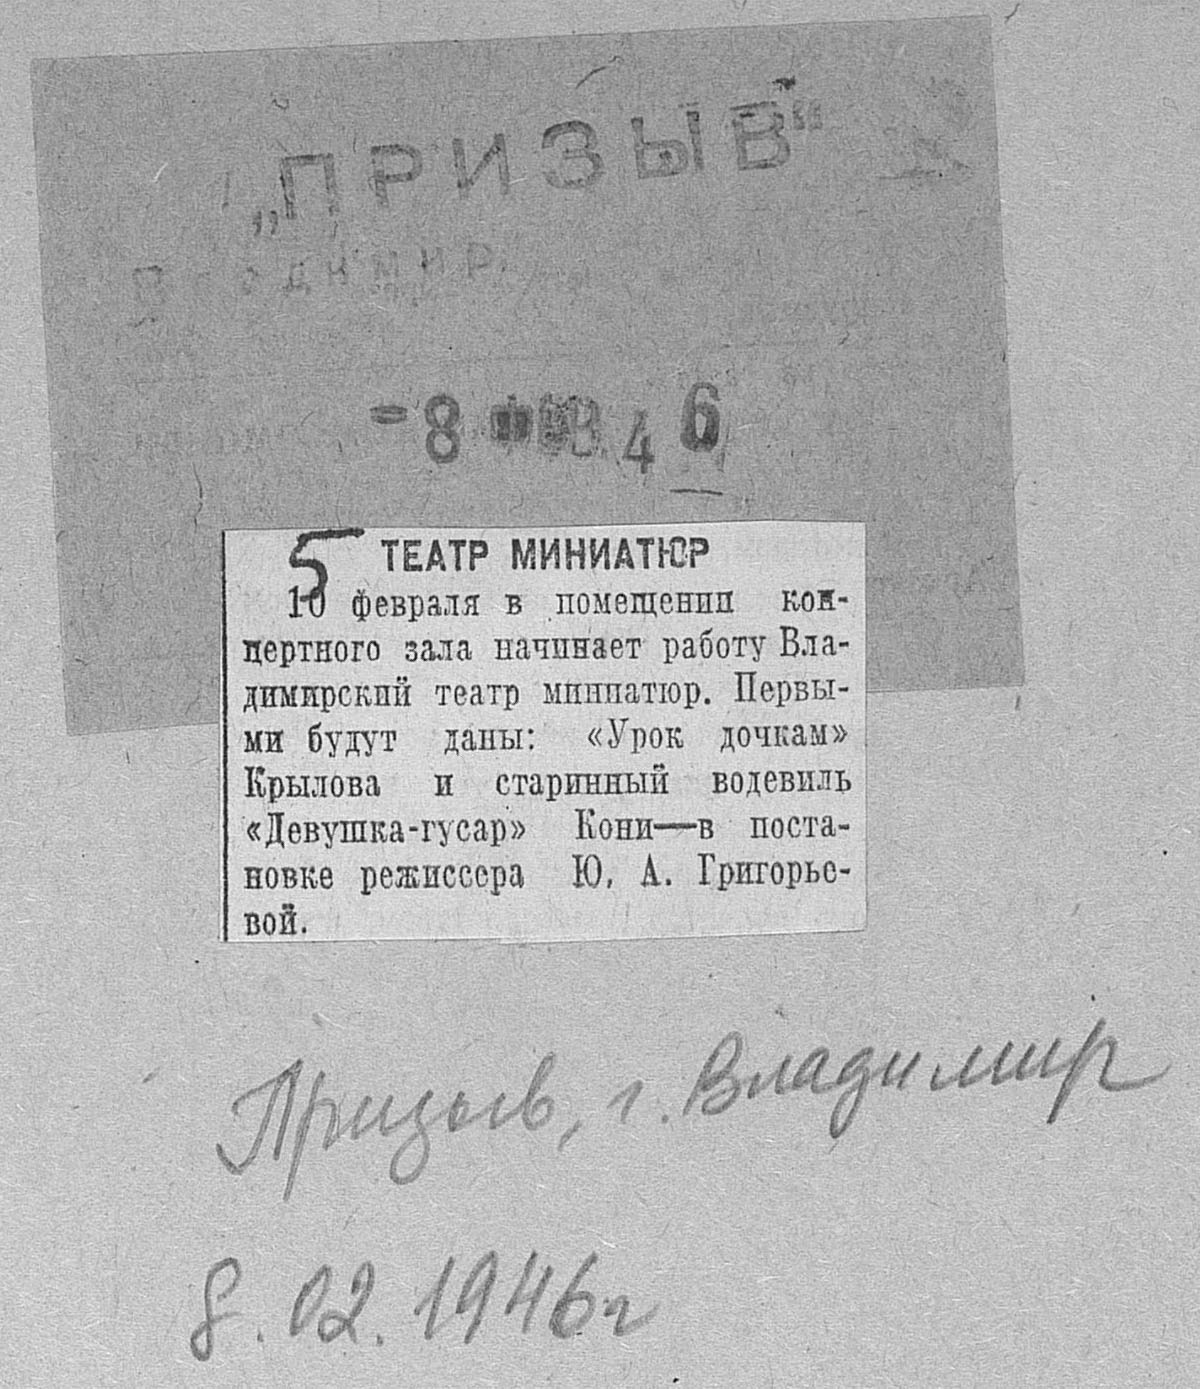 „ПРИЗЫВ“
-8 ФЕВ 46
5
ТЕАТР МИНИАТЮР
10 февраля в помещении кон-
цертного зала начинает работу Вла-
димирский театр миниатюр. Первы-
ми будут даны: «Урок дочкам»
Крылова и старинный водевиль
«Девушка-гусар» Кони—в поста-
новке режиссера Ю. А. Григорье-
вой.
Призыв, г. Владимир
8.02.1946г